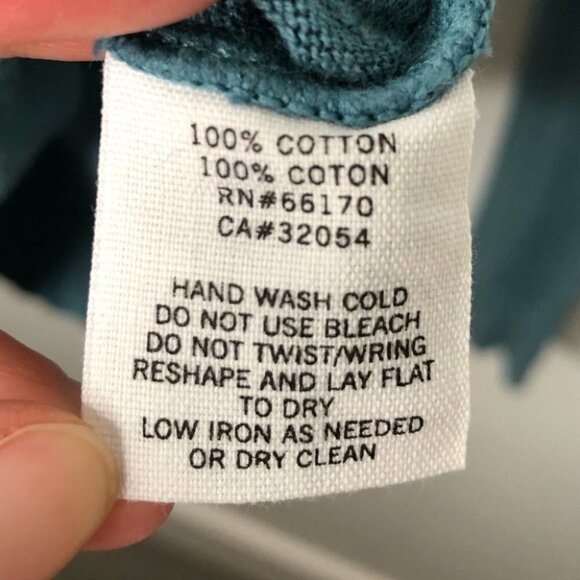 100% COTTON
100% COTON
RN#66170
CA#32054
HAND WASH COLD
DO NOT USE BLEACH
DO NOT TWIST/WRING
RESHAPE AND LAY FLAT
TO DRY
LOW IRON AS NEEDED
OR DRY CLEAN